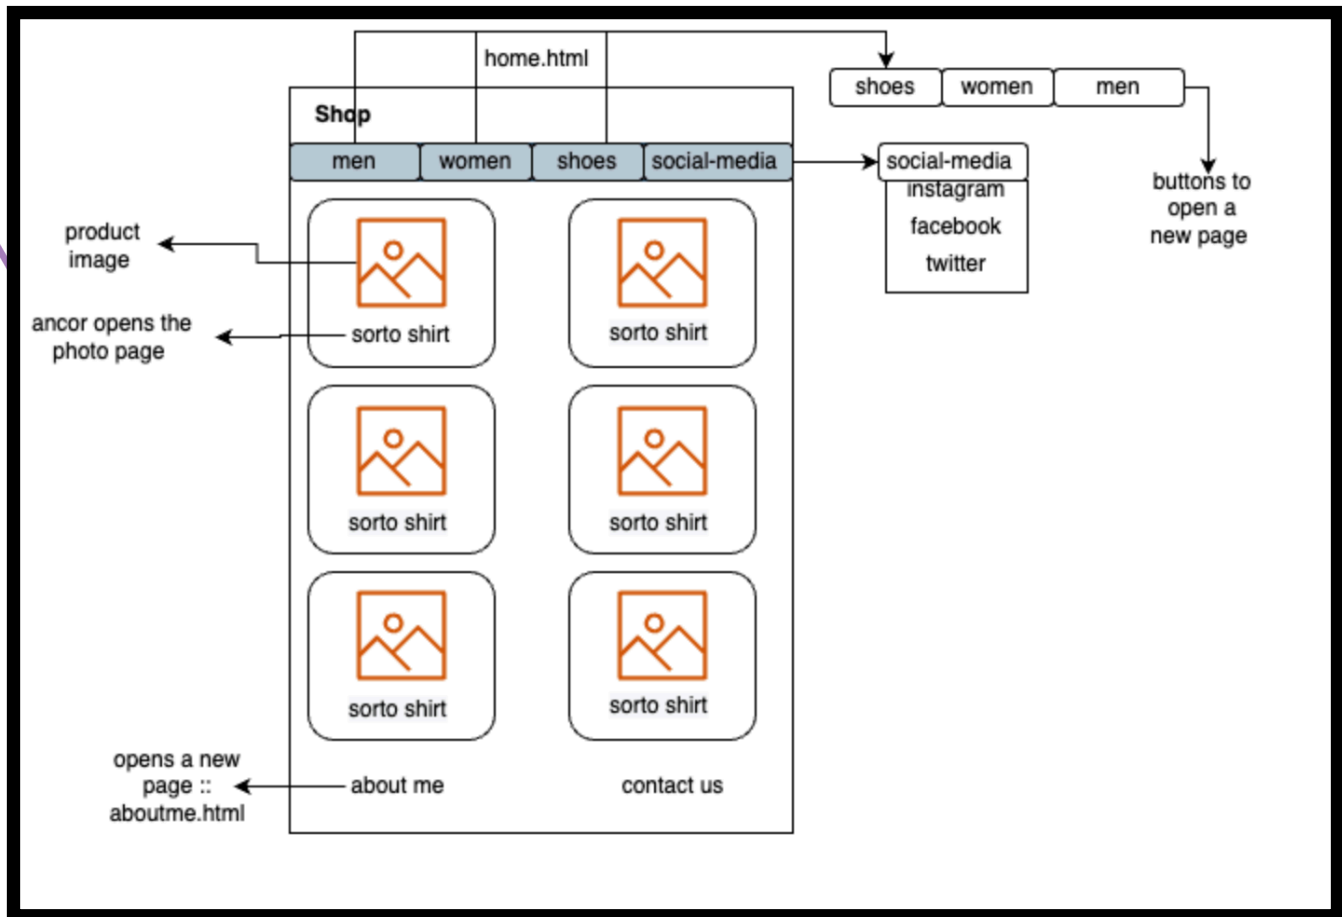 home.html
shoes women men
Shop
men women shoes social-media
social-media
instagram
facebook
twitter
buttons to
open a
new page
product
image
ancor opens the
photo page
sorto shirt
sorto shirt
sorto shirt
sorto shirt
sorto shirt
sorto shirt
opens a new
page ::
aboutme.html
about me
contact us